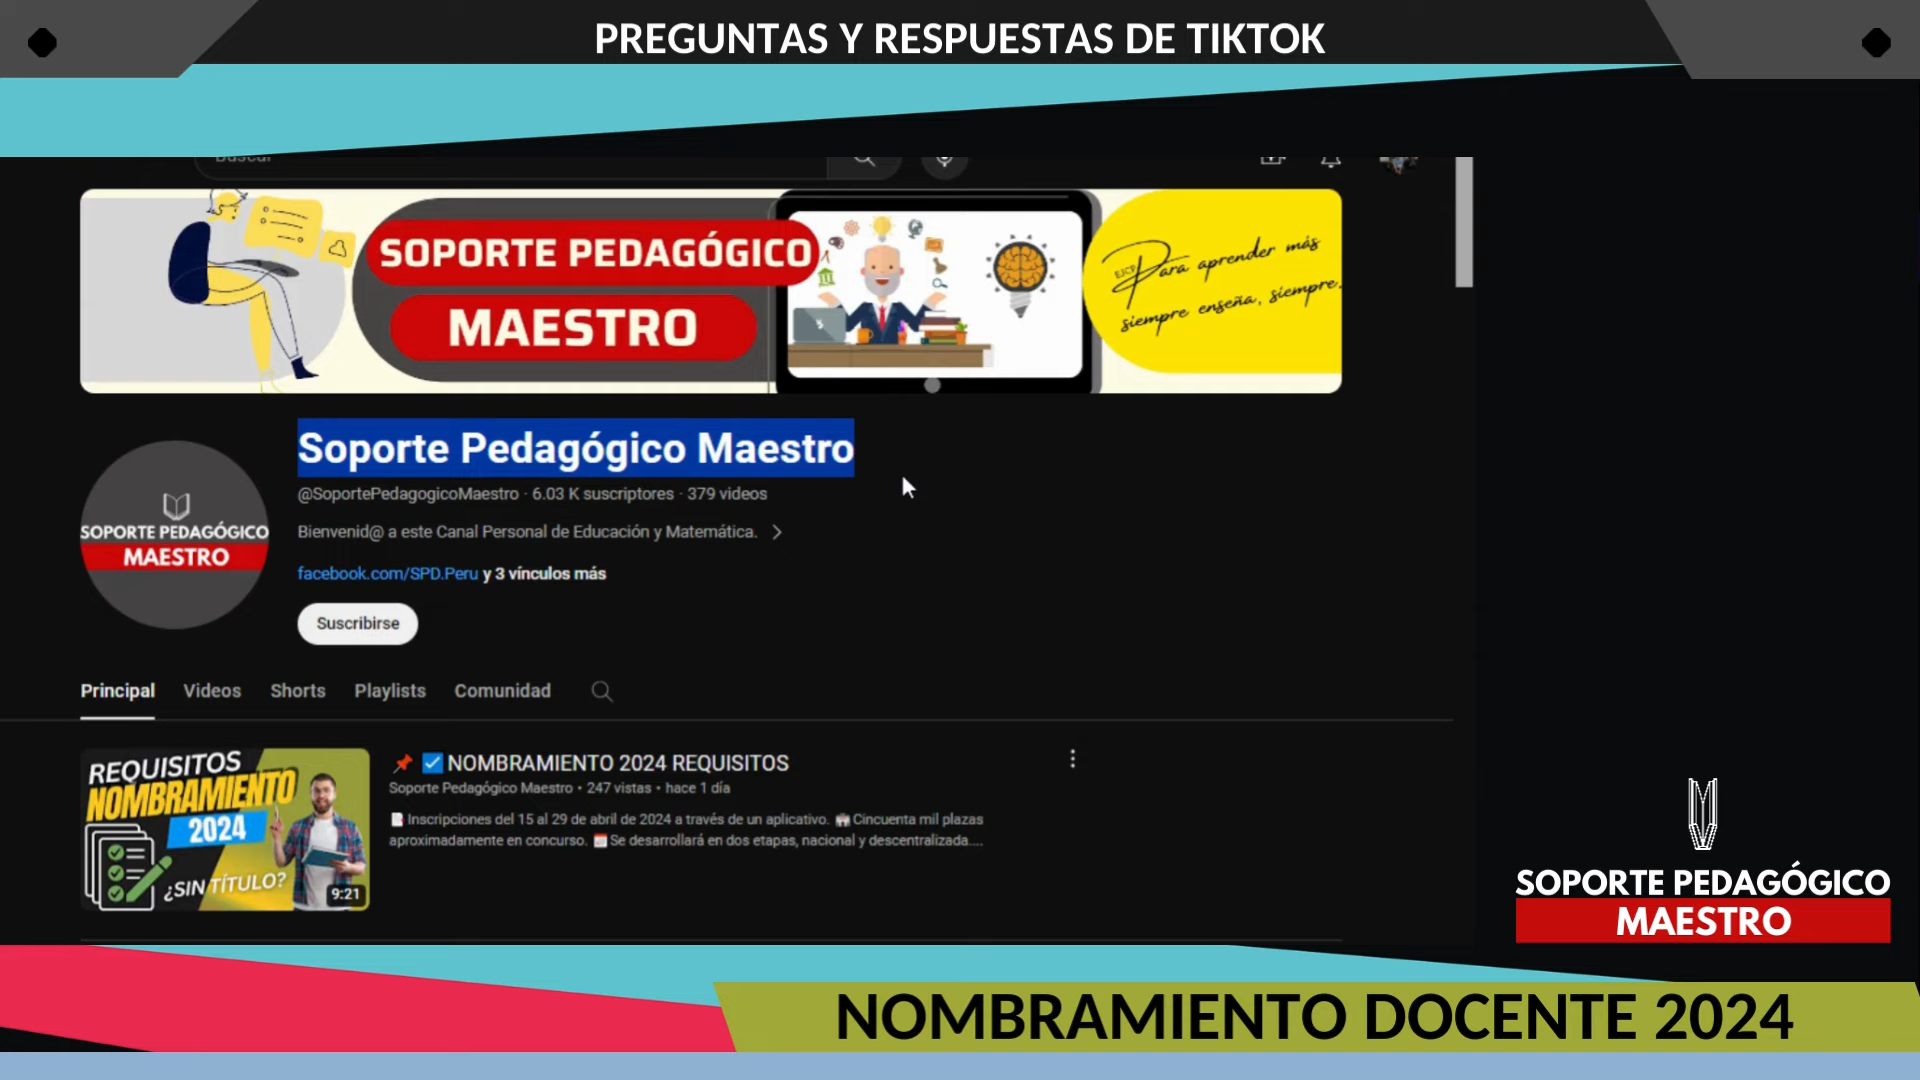 PREGUNTAS Y RESPUESTAS DE TIKTOK
Buscar
SOPORTE PEDAGÓGICO
MAESTRO
EJCP
Para aprender más
siempre enseña, siempre.
Soporte Pedagógico Maestro
@SoportePedagogicoMaestro · 6.03 K suscriptores · 379 videos
Bienvenid@ a este Canal Personal de Educación y Matemática.
facebook.com/SPD.Peru y 3 vínculos más
SOPORTE PEDAGÓGICO
MAESTRO
Suscribirse
Principal Videos Shorts Playlists Comunidad
REQUISITOS
NOMBRAMIENTO
2024
¿SIN TÍTULO?
9:21
📌 ☑ NOMBRAMIENTO 2024 REQUISITOS
Soporte Pedagógico Maestro • 247 vistas • hace 1 día
Inscripciones del 15 al 29 de abril de 2024 a través de un aplicativo. Cincuenta mil plazas
aproximadamente en concurso. Se desarrollará en dos etapas, nacional y descentralizada....
SOPORTE PEDAGÓGICO
MAESTRO
NOMBRAMIENTO DOCENTE 2024